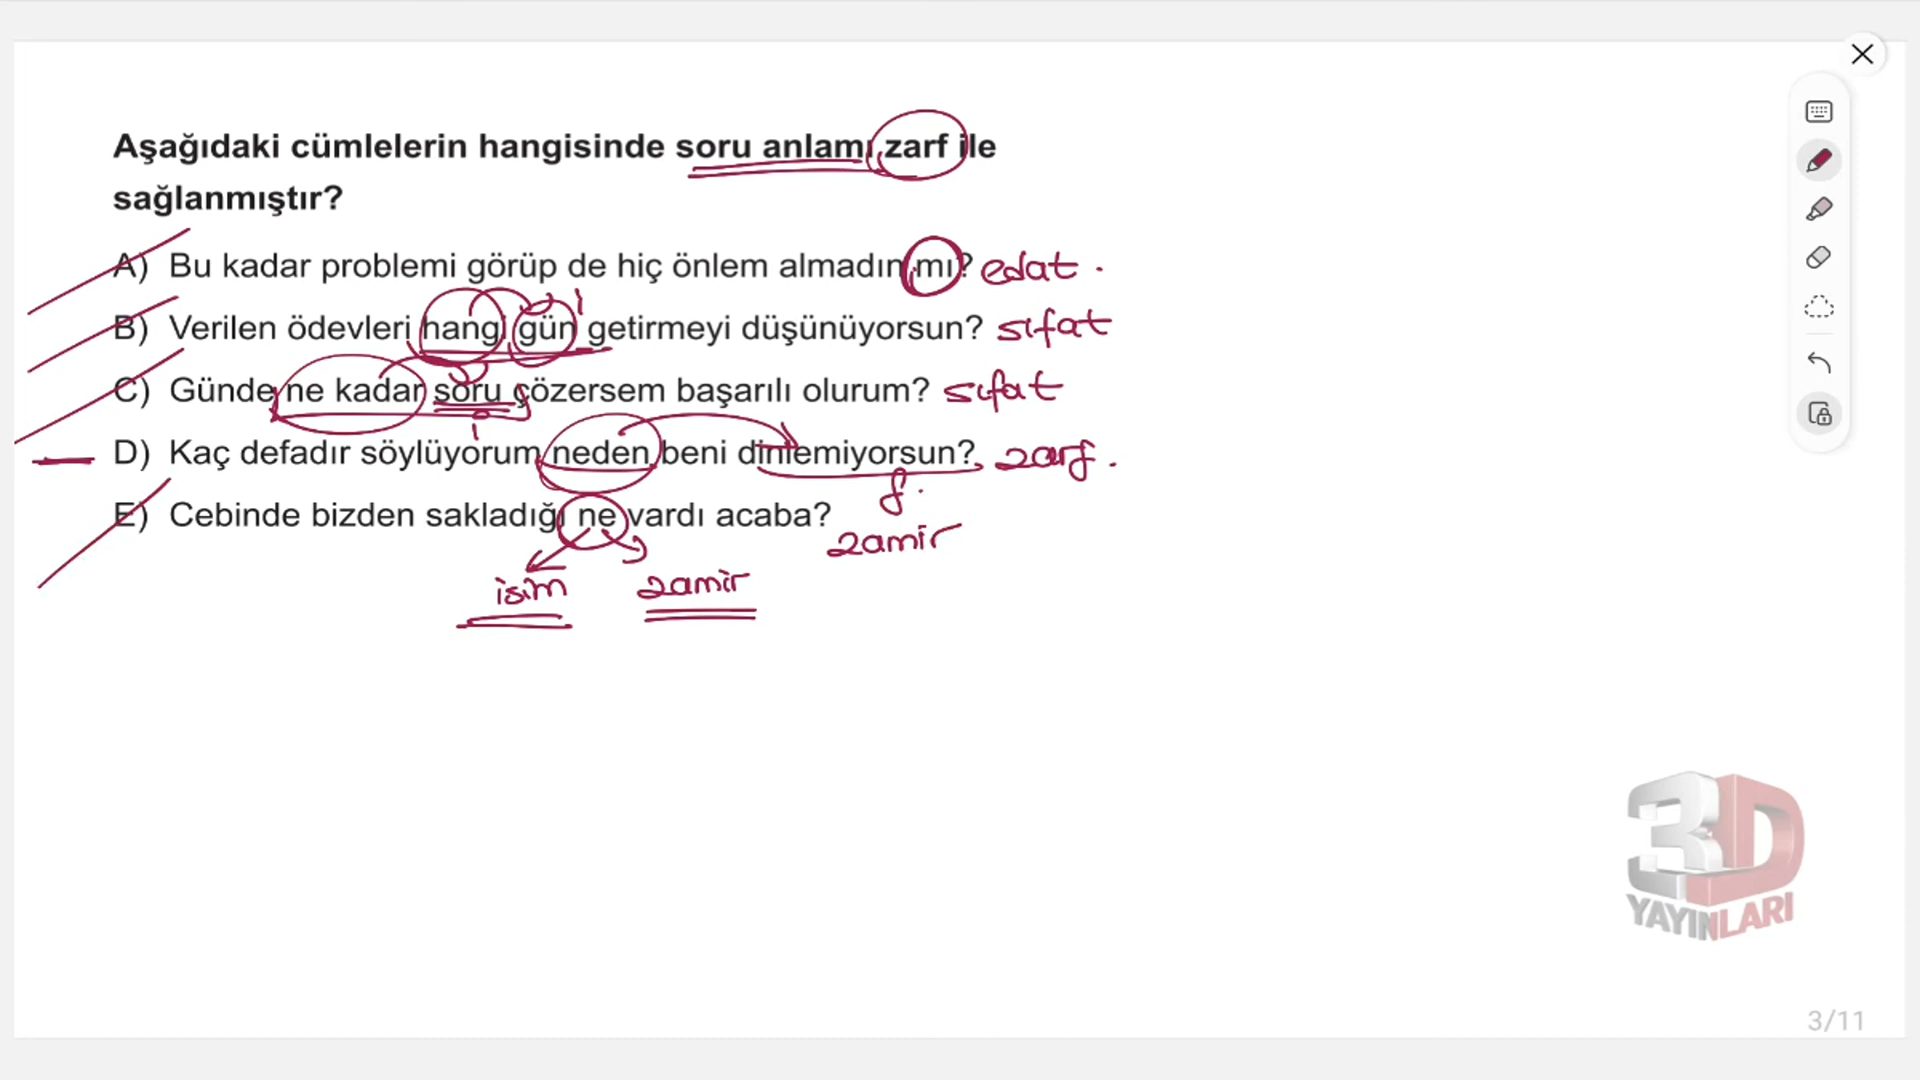 Aşağıdaki cümlelerin hangisinde soru anlamı zarf ile
sağlanmıştır?
A) Bu kadar problemi görüp de hiç önlem almadın mı? edat.
B) Verilen ödevleri hangi gün getirmeyi düşünüyorsun? sıfat
C) Günde ne kadar soru çözersem başarılı olurum? sıfat
D) Kaç defadır söylüyorum neden beni dinlemiyorsun? zarf.
f.
E) Cebinde bizden sakladığı ne vardı acaba? zamir
isim zamir
3D
YAYINLARI
3/11